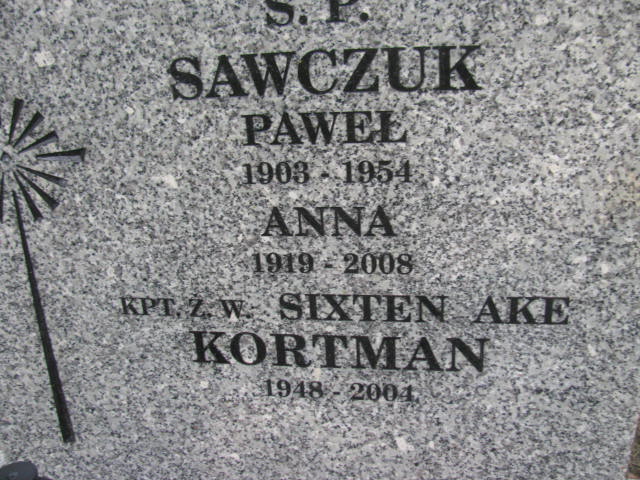 Ś. P.
SAWCZUK
PAWEŁ
1903 - 1954
ANNA
1919 - 2008
KPT. Ż. W. SIXTEN AKE
KORTMAN
1948 - 2004